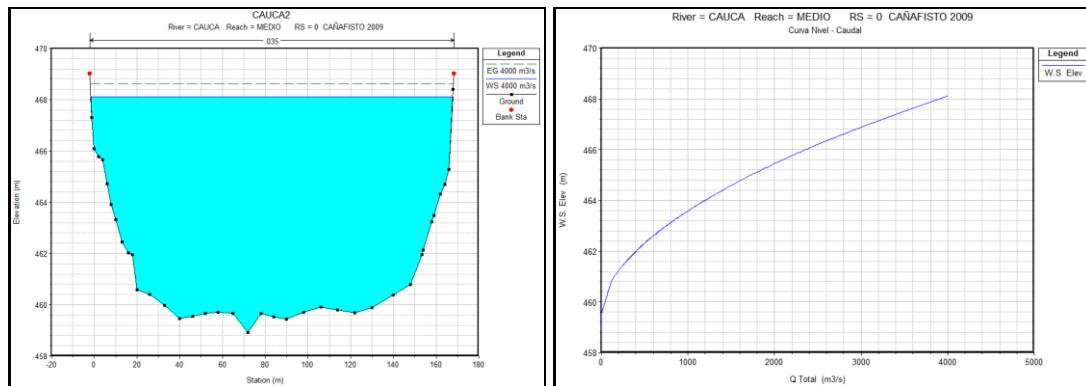 CAUCA2
River = CAUCA Reach = MEDIO RS = 0 CAÑAFISTO 2009
.035
470
468
466
464
462
460
458
Elevation (m)
-20
0
20
40
60
80
100
120
140
160
180
Station (m)
Legend
EG 4000 m3/s
WS 4000 m3/s
Ground
Bank Sta
River = CAUCA Reach = MEDIO RS = 0 CAÑAFISTO 2009
Curva Nivel - Caudal
470
468
466
464
462
460
458
W.S. Elev (m)
0
1000
2000
3000
4000
5000
Q Total (m3/s)
Legend
W.S. Elev